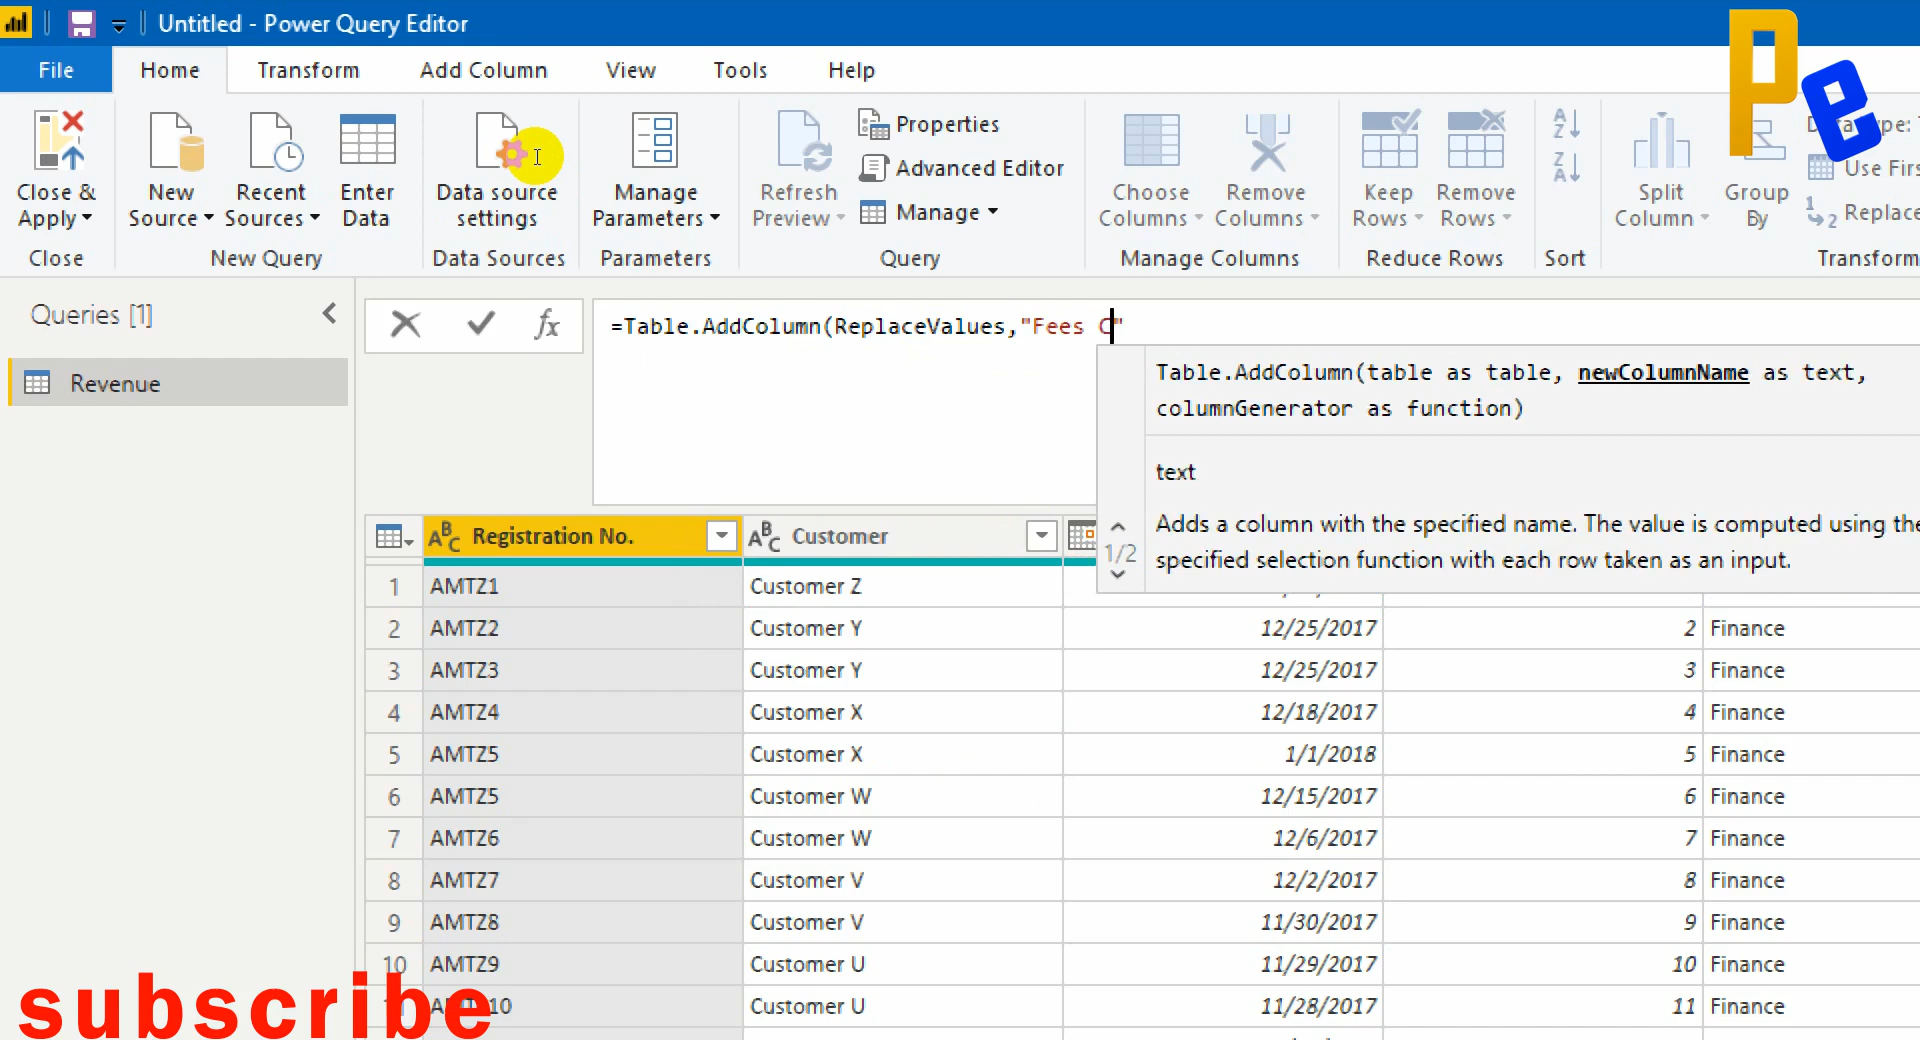 Untitled - Power Query Editor
File Home Transform Add Column View Tools Help
Close & Apply
New Source
Recent Sources
Enter Data
Data source settings
Manage Parameters
Refresh Preview
Properties
Advanced Editor
Manage
Choose Columns
Remove Columns
Keep Rows
Remove Rows
A Z
Z A
Split Column
Group By
Use Firs
1 2 Replace
Pe
Close
New Query
Data Sources
Parameters
Query
Manage Columns
Reduce Rows
Sort
Transform
Queries [1]
Revenue
fx
=Table.AddColumn(ReplaceValues,"Fees C"
Table.AddColumn(table as table, newColumnName as text,
columnGenerator as function)
text
Adds a column with the specified name. The value is computed using the
specified selection function with each row taken as an input.
1/2
ABC Registration No. ABC Customer
1 AMTZ1 Customer Z
2 AMTZ2 Customer Y 12/25/2017 2 Finance
3 AMTZ3 Customer Y 12/25/2017 3 Finance
4 AMTZ4 Customer X 12/18/2017 4 Finance
5 AMTZ5 Customer X 1/1/2018 5 Finance
6 AMTZ5 Customer W 12/15/2017 6 Finance
7 AMTZ6 Customer W 12/6/2017 7 Finance
8 AMTZ7 Customer V 12/2/2017 8 Finance
9 AMTZ8 Customer V 11/30/2017 9 Finance
10 AMTZ9 Customer U 11/29/2017 10 Finance
Customer U 11/28/2017 11 Finance
subscribe